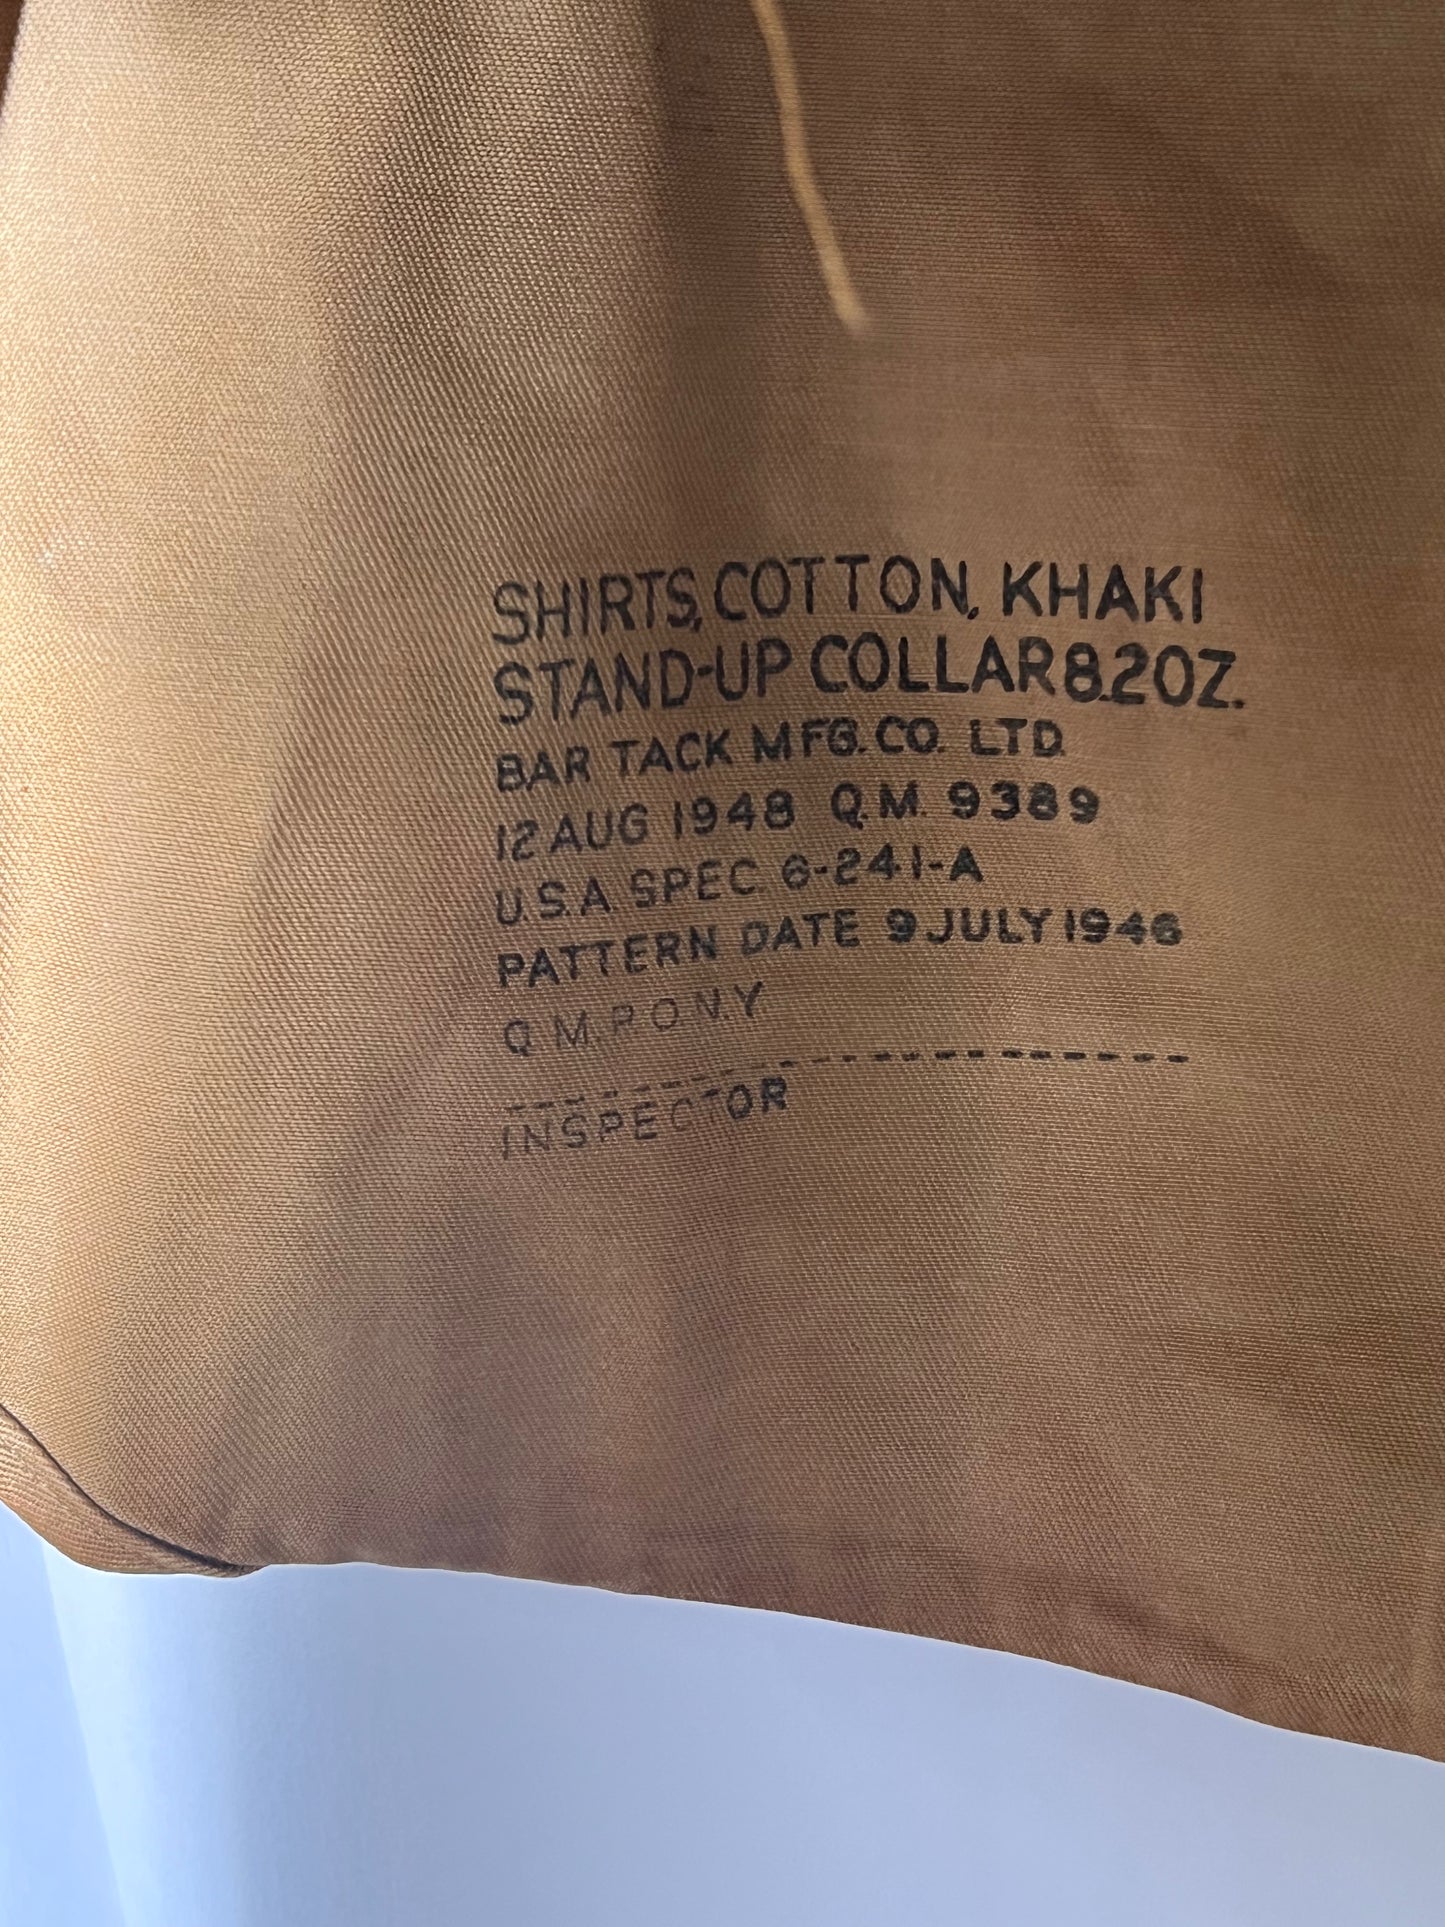 SHIRTS, COTTON, KHAKI
STAND-UP COLLAR 8.2 OZ.
BAR TACK MFG. CO. LTD.
12 AUG 1948 Q.M. 9389
U.S.A. SPEC 6-241-A
PATTERN DATE 9 JULY 1946
Q.M.P.O.N.Y
INSPECTOR